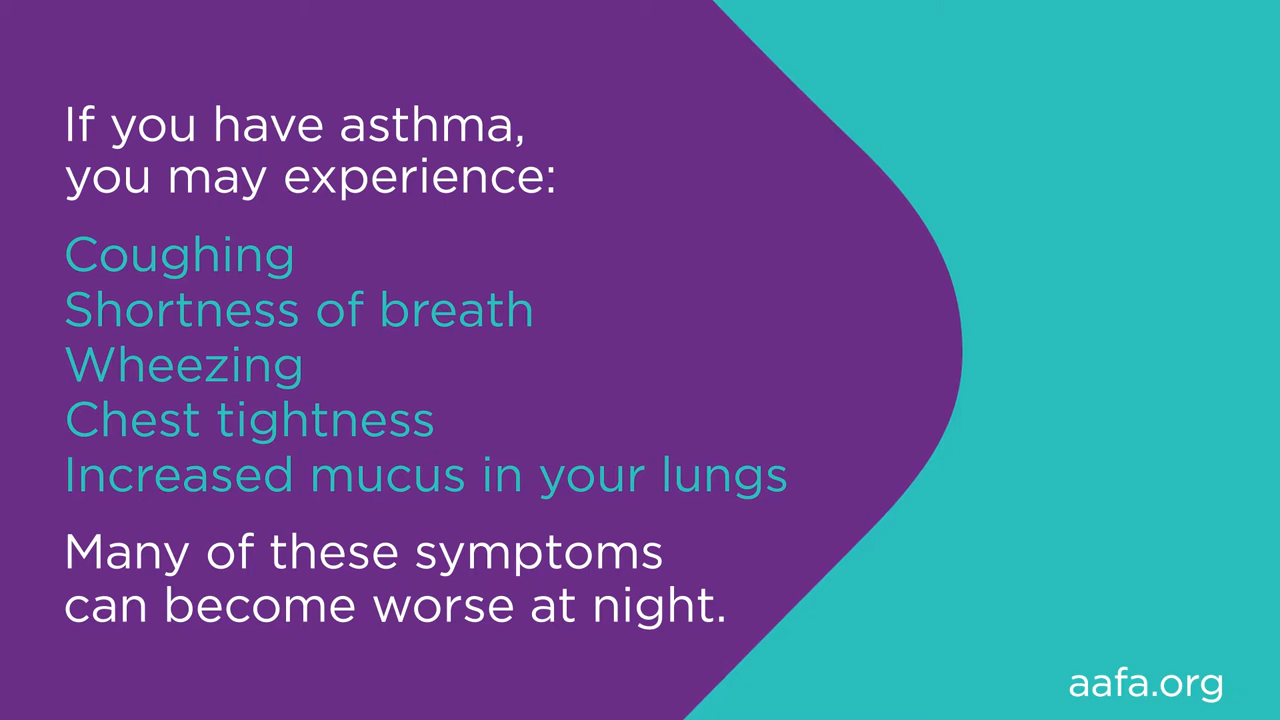 If you have asthma,
you may experience:
Coughing
Shortness of breath
Wheezing
Chest tightness
Increased mucus in your lungs
Many of these symptoms
can become worse at night.
aafa.org